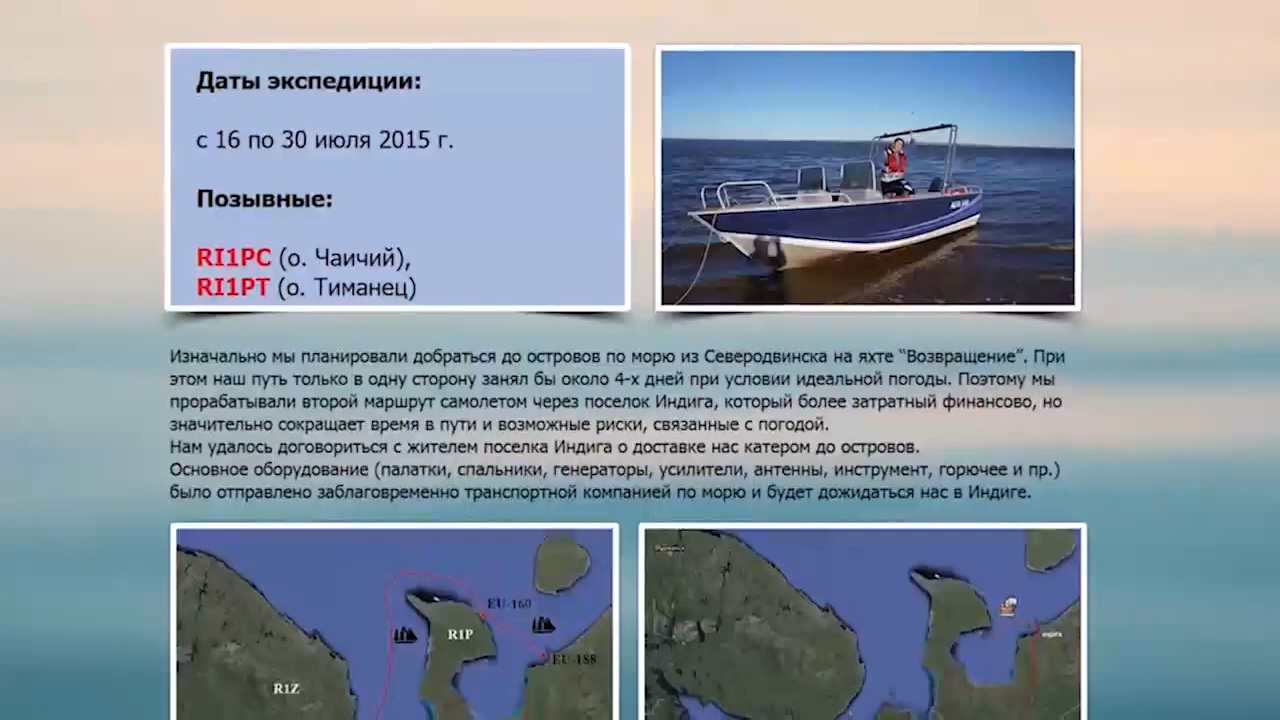 Даты экспедиции:
с 16 по 30 июля 2015 г.
Позывные:
RI1PC (о. Чаичий),
RI1PT (о. Тиманец)
Изначально мы планировали добраться до островов по морю из Северодвинска на яхте “Возвращение”. При
этом наш путь только в одну сторону занял бы около 4-х дней при условии идеальной погоды. Поэтому мы
прорабатывали второй маршрут самолетом через поселок Индига, который более затратный финансово, но
значительно сокращает время в пути и возможные риски, связанные с погодой.
Нам удалось договориться с жителем поселка Индига о доставке нас катером до островов.
Основное оборудование (палатки, спальники, генераторы, усилители, антенны, инструмент, горючее и пр.)
было отправлено заблаговременно транспортной компанией по морю и будет дожидаться нас в Индиге.
EU-160
R1P
EU-188
R1Z